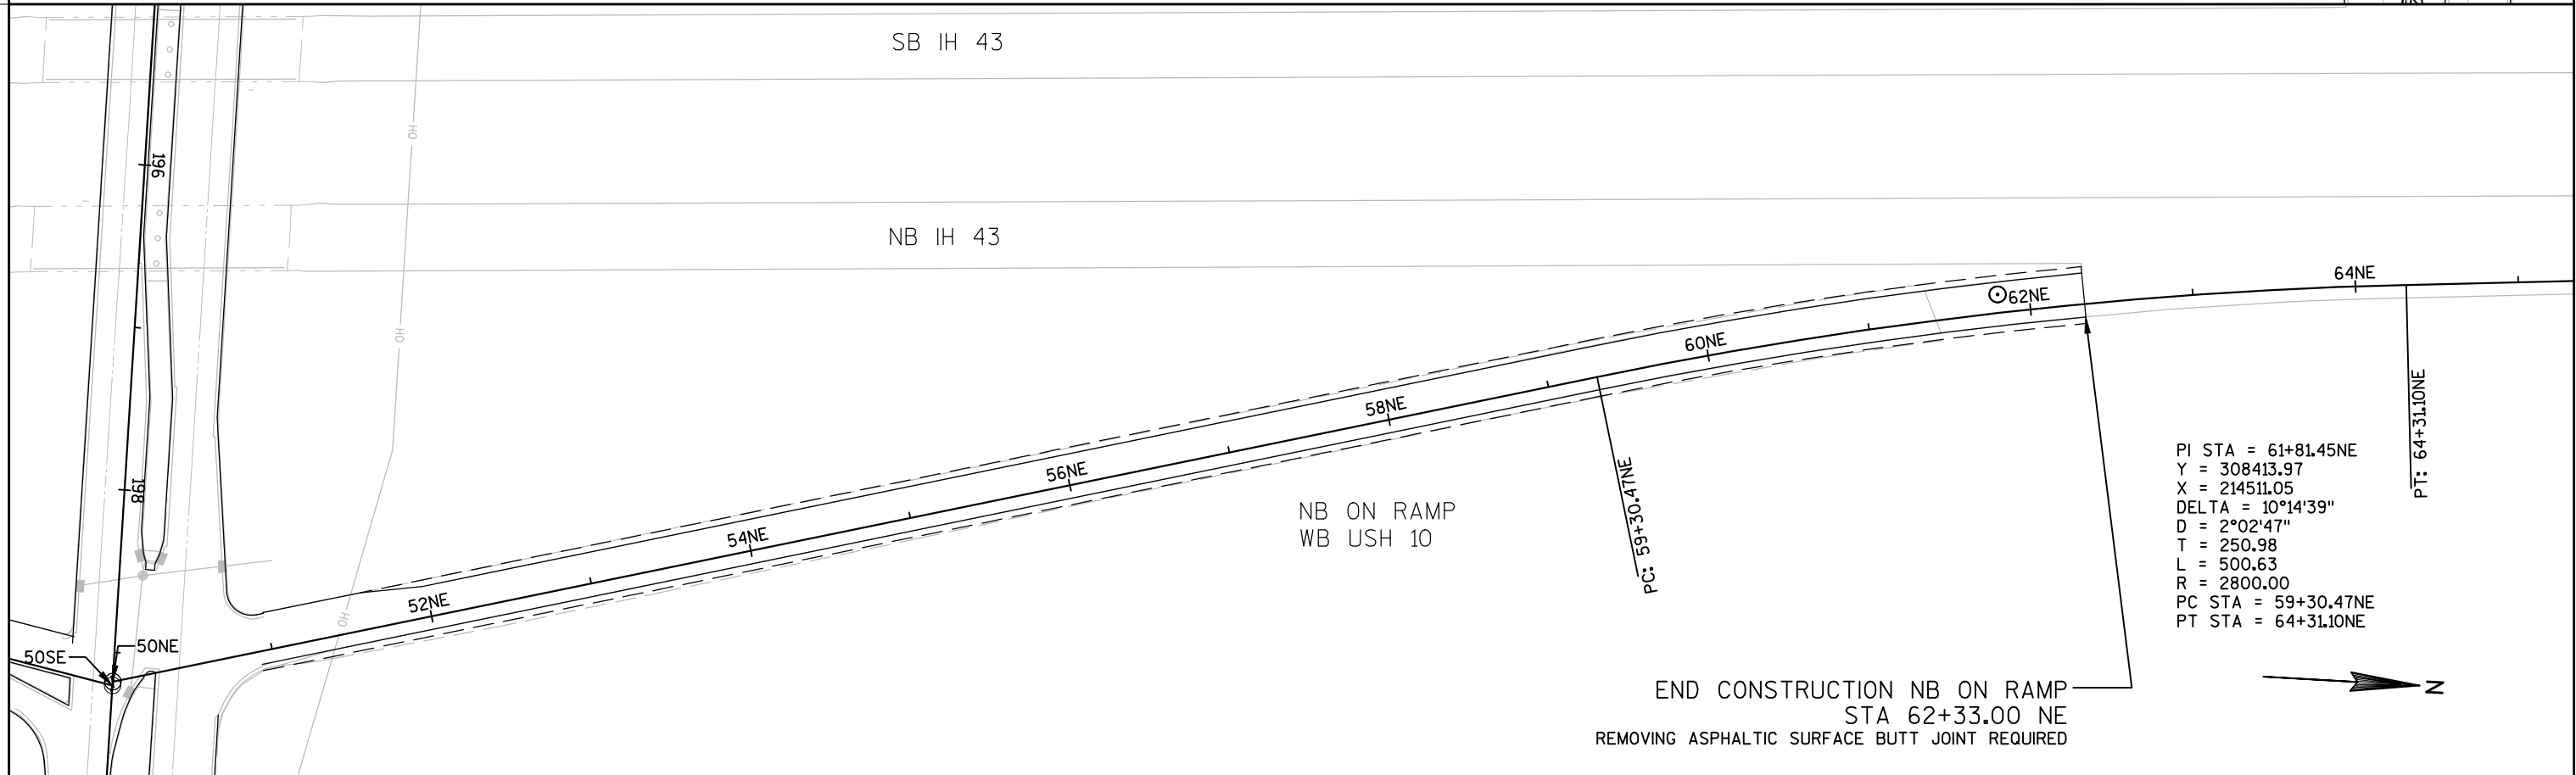 SB IH 43
OH
196
NB IH 43
64NE
62NE
OH
60NE
58NE
PT: 64+31.10NE
PI STA = 61+81.45NE
Y = 308413.97
X = 214511.05
DELTA = 10°14'39"
D = 2°02'47"
T = 250.98
L = 500.63
R = 2800.00
PC STA = 59+30.47NE
PT STA = 64+31.10NE
56NE
198
PC: 59+30.47NE
NB ON RAMP
WB USH 10
54NE
52NE
OH
50NE
50SE
END CONSTRUCTION NB ON RAMP
STA 62+33.00 NE
REMOVING ASPHALTIC SURFACE BUTT JOINT REQUIRED
N